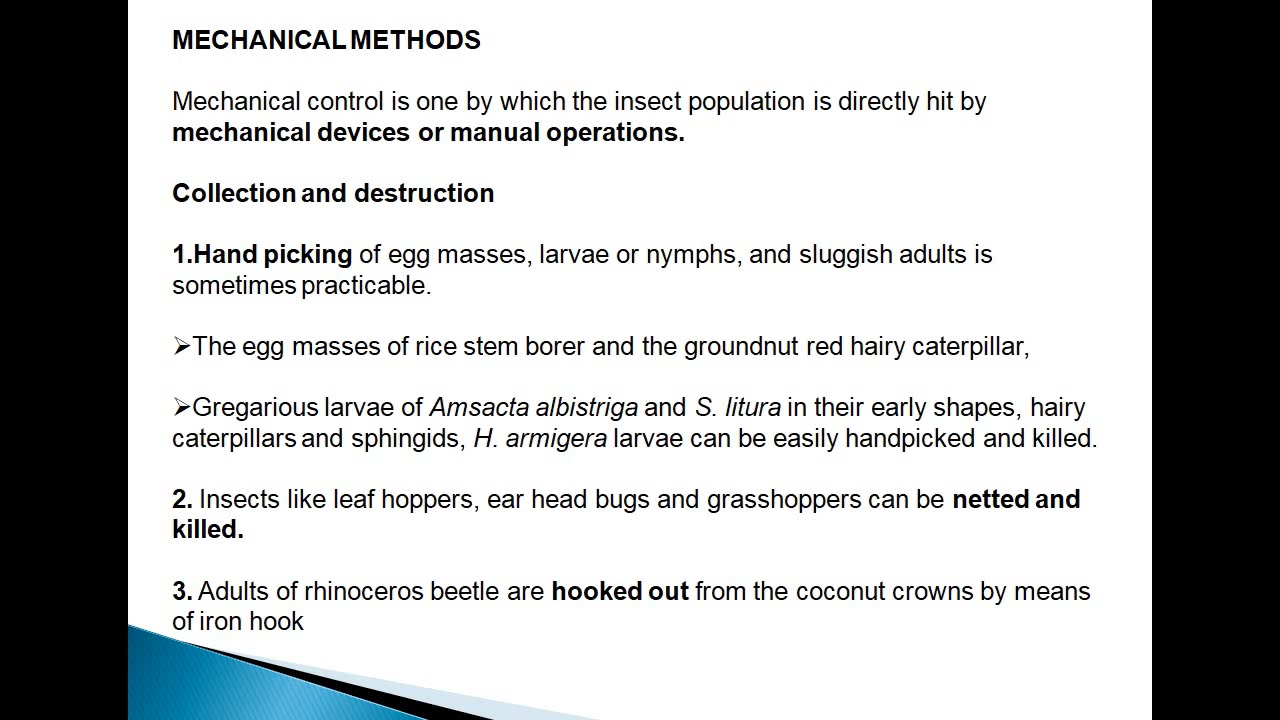 MECHANICAL METHODS
Mechanical control is one by which the insect population is directly hit by
mechanical devices or manual operations.
Collection and destruction
1.Hand picking of egg masses, larvae or nymphs, and sluggish adults is
sometimes practicable.
➢The egg masses of rice stem borer and the groundnut red hairy caterpillar,
➢Gregarious larvae of Amsacta albistriga and S. litura in their early shapes, hairy
caterpillars and sphingids, H. armigera larvae can be easily handpicked and killed.
2. Insects like leaf hoppers, ear head bugs and grasshoppers can be netted and
killed.
3. Adults of rhinoceros beetle are hooked out from the coconut crowns by means
of iron hook